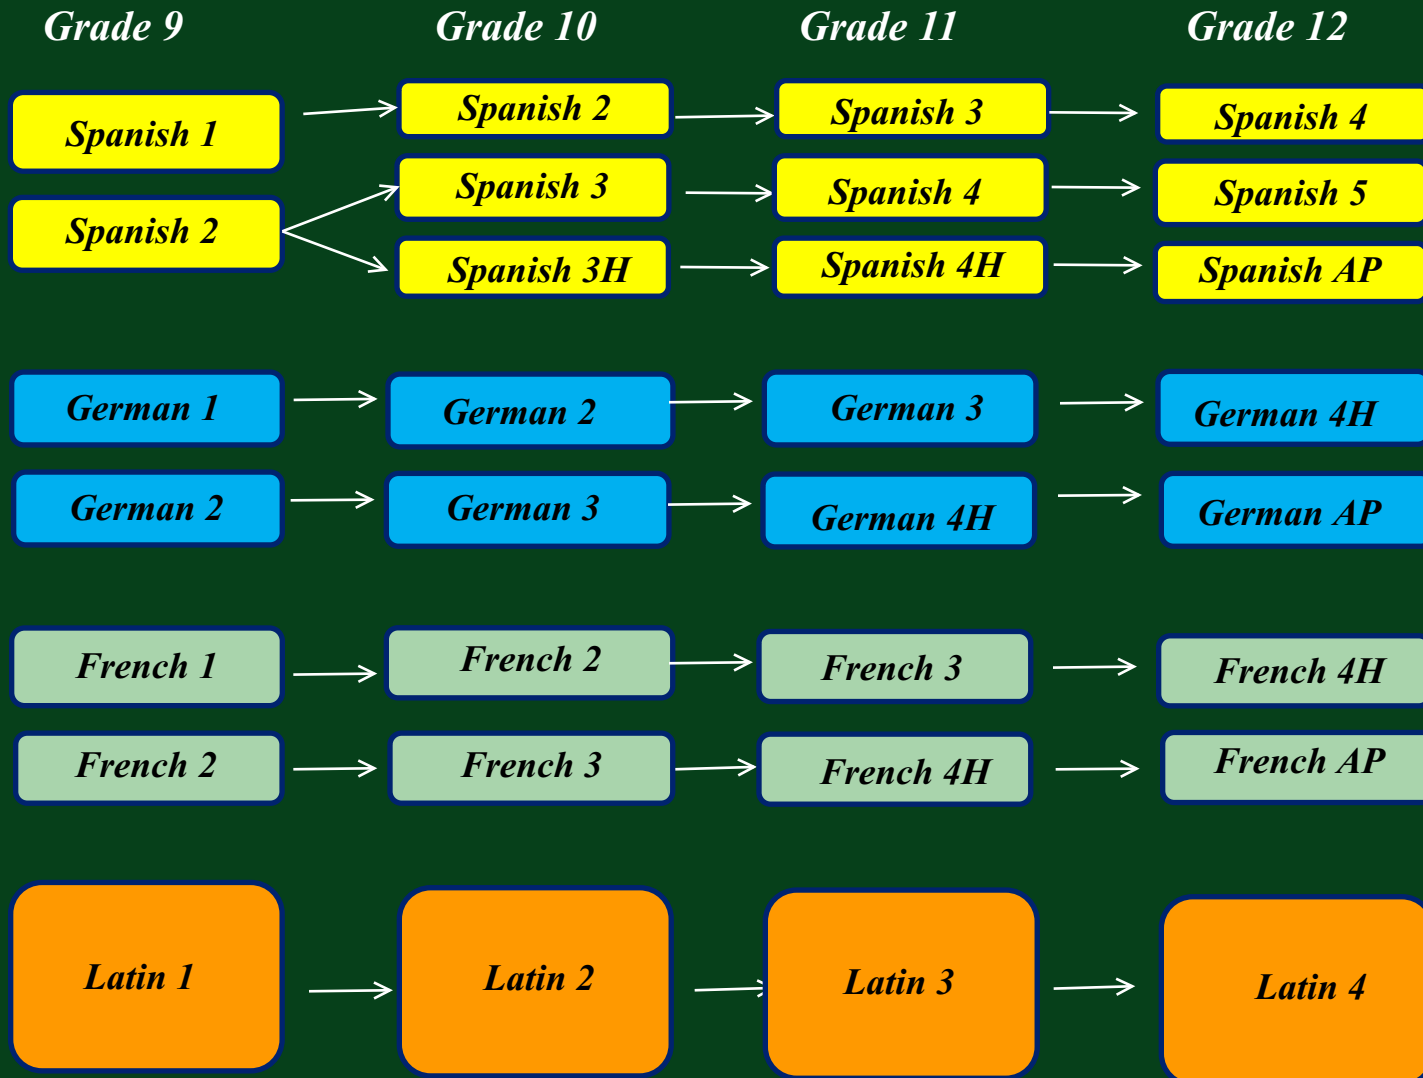 Grade 9 Grade 10 Grade 11 Grade 12
Spanish 1 Spanish 2 Spanish 3 Spanish 4
Spanish 2 Spanish 3 Spanish 4 Spanish 5
Spanish 3H Spanish 4H Spanish AP
German 1 German 2 German 3 German 4H
German 2 German 3 German 4H German AP
French 1 French 2 French 3 French 4H
French 2 French 3 French 4H French AP
Latin 1 Latin 2 Latin 3 Latin 4